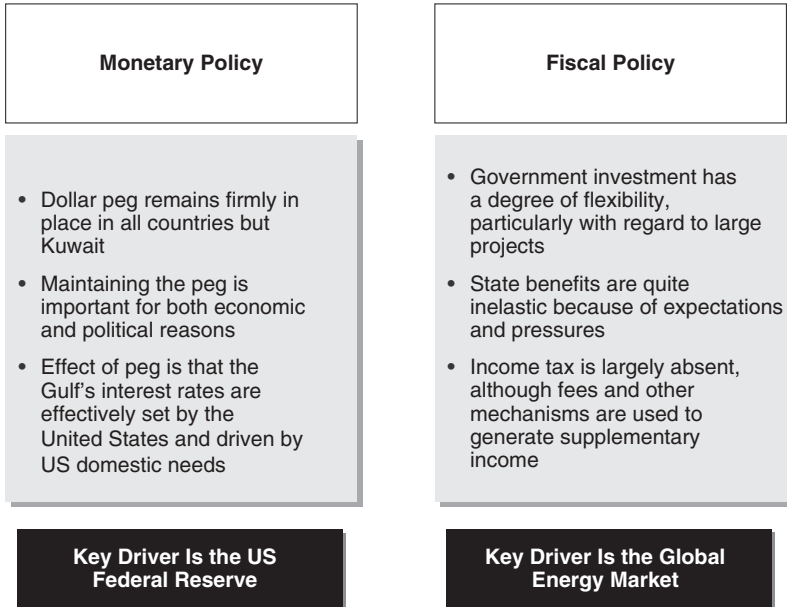 Monetary Policy
• Dollar peg remains firmly in
place in all countries but
Kuwait
• Maintaining the peg is
important for both economic
and political reasons
• Effect of peg is that the
Gulf's interest rates are
effectively set by the
United States and driven by
US domestic needs
Key Driver Is the US
Federal Reserve
Fiscal Policy
• Government investment has
a degree of flexibility,
particularly with regard to large
projects
• State benefits are quite
inelastic because of expectations
and pressures
• Income tax is largely absent,
although fees and other
mechanisms are used to
generate supplementary
income
Key Driver Is the Global
Energy Market